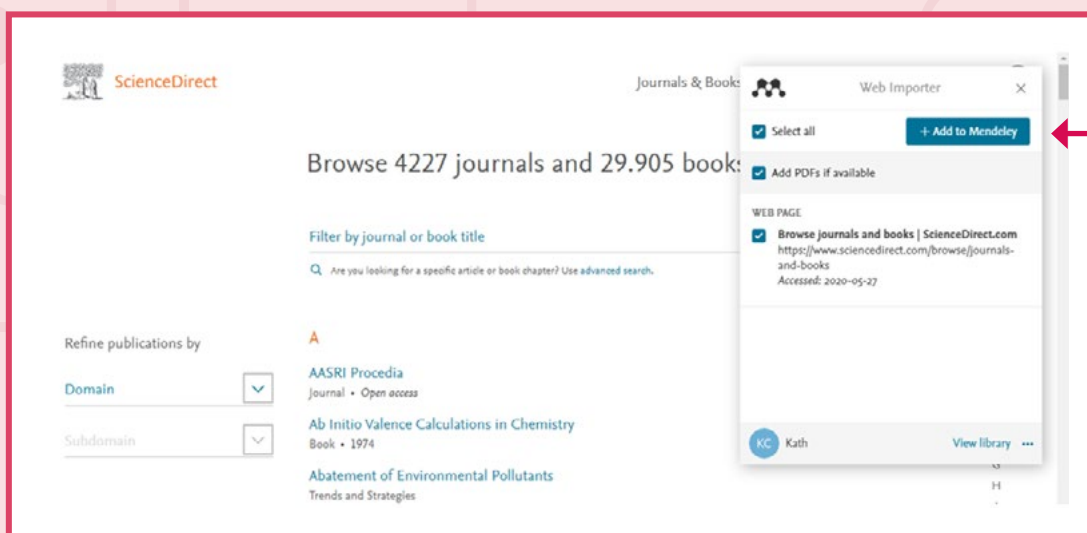 ScienceDirect
Journals & Books
Browse 4227 journals and 29.905 books
Filter by journal or book title
Are you looking for a specific article or book chapter? Use advanced search.
Refine publications by
Domain
Subdomain
A
AASRI Procedia
Journal • Open access
Ab Initio Valence Calculations in Chemistry
Book • 1974
Abatement of Environmental Pollutants
Trends and Strategies
Web Importer
Select all
+ Add to Mendeley
Add PDFs if available
WEB PAGE
Browse journals and books | ScienceDirect.com
https://www.sciencedirect.com/browse/journals-
and-books
Accessed: 2020-05-27
KC Kath
View library
H